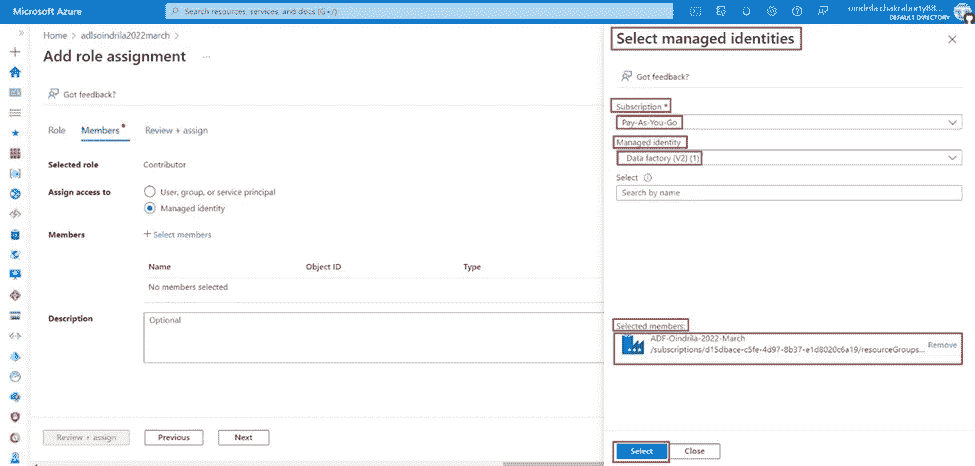 Microsoft Azure
Search resources, services, and docs (G+/)
DEFAULT DIRECTORY
Home > adlsoindrila2022march >
Add role assignment ...
Got feedback?
Role Members * Review + assign
Selected role Contributor
Assign access to User, group, or service principal
Managed identity
Members + Select members
Name Object ID Type
No members selected
Description Optional
Review + assign Previous Next
Select managed identities
Got feedback?
Subscription *
Pay-As-You-Go
Managed identity
Data factory (V2) (1)
Select
Search by name
Selected members:
ADF-Oindrila-2022-March
/subscriptions/d15dbace-c5fe-4d97-8b37-e1d8020c6a19/resourceGroups...
Remove
Select Close